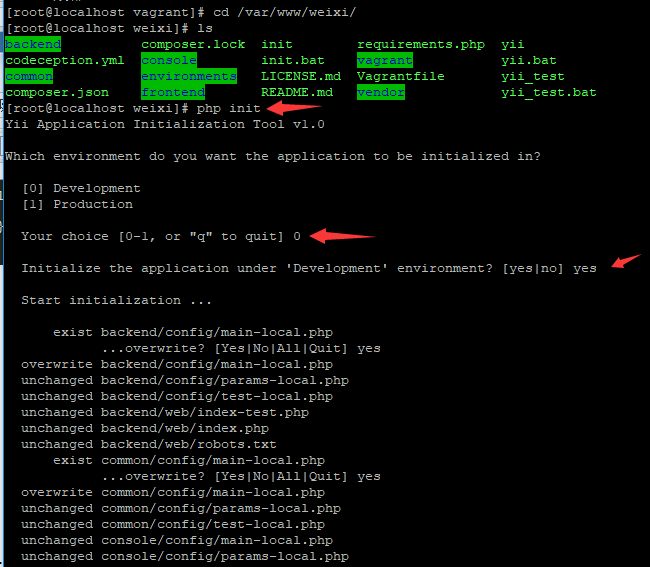 [root@localhost vagrant]# cd /var/www/weixi/
[root@localhost weixi]# ls
backend composer.lock init requirements.php yii
codeception.yml console init.bat vagrant yii.bat
common environments LICENSE.md Vagrantfile yii_test
composer.json frontend README.md vendor yii_test.bat
[root@localhost weixi]# php init
Yii Application Initialization Tool v1.0
Which environment do you want the application to be initialized in?
[0] Development
[1] Production
Your choice [0-1, or "q" to quit] 0
Initialize the application under 'Development' environment? [yes|no] yes
Start initialization ...
exist backend/config/main-local.php
...overwrite? [Yes|No|All|Quit] yes
overwrite backend/config/main-local.php
unchanged backend/config/params-local.php
unchanged backend/config/test-local.php
unchanged backend/web/index-test.php
unchanged backend/web/index.php
unchanged backend/web/robots.txt
exist common/config/main-local.php
...overwrite? [Yes|No|All|Quit] yes
overwrite common/config/main-local.php
unchanged common/config/params-local.php
unchanged common/config/test-local.php
unchanged console/config/main-local.php
unchanged console/config/params-local.php